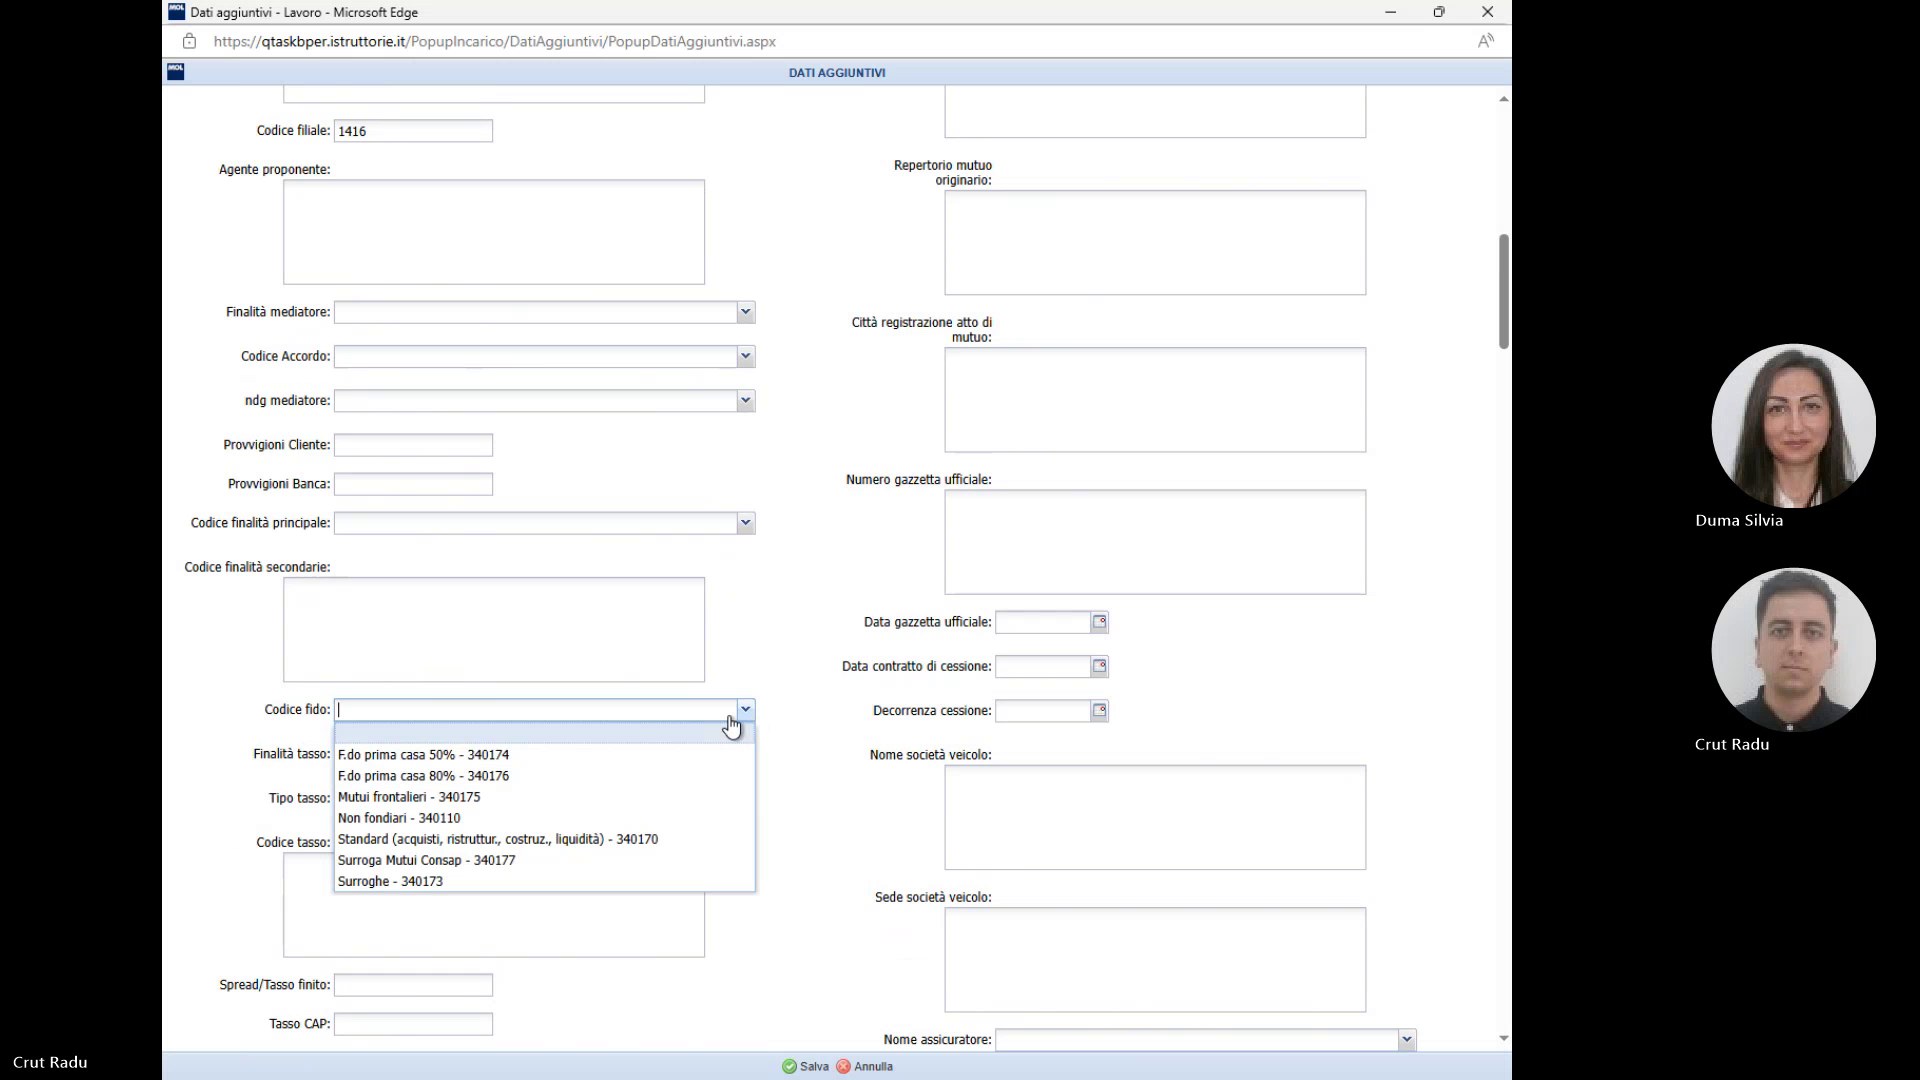 MOL Dati aggiuntivi - Lavoro - Microsoft Edge
https://qtaskbper.istruttorie.it/PopupIncarico/DatiAggiuntivi/PopupDatiAggiuntivi.aspx
MOL
DATI AGGIUNTIVI
Codice filiale: 1416
Agente proponente:
Finalità mediatore:
Codice Accordo:
ndg mediatore:
Provvigioni Cliente:
Provvigioni Banca:
Codice finalità principale:
Codice finalità secondarie:
Codice fido:
F.do prima casa 50% - 340174
F.do prima casa 80% - 340176
Mutui frontalieri - 340175
Non fondiari - 340110
Standard (acquisti, ristruttur., costruz., liquidità) - 340170
Surroga Mutui Consap - 340177
Surroghe - 340173
Finalità tasso:
Tipo tasso:
Codice tasso:
Spread/Tasso finito:
Tasso CAP:
Repertorio mutuo
originario:
Città registrazione atto di
mutuo:
Numero gazzetta ufficiale:
Data gazzetta ufficiale:
Data contratto di cessione:
Decorrenza cessione:
Nome società veicolo:
Sede società veicolo:
Nome assicuratore:
Salva
Annulla
Duma Silvia
Crut Radu
Crut Radu